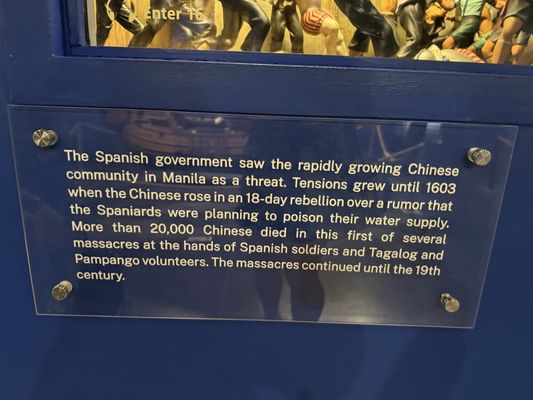 Enter 16
The Spanish government saw the rapidly growing Chinese
community in Manila as a threat. Tensions grew until 1603
when the Chinese rose in an 18-day rebellion over a rumor that
the Spaniards were planning to poison their water supply.
More than 20,000 Chinese died in this first of several
massacres at the hands of Spanish soldiers and Tagalog and
Pampango volunteers. The massacres continued until the 19th
century.